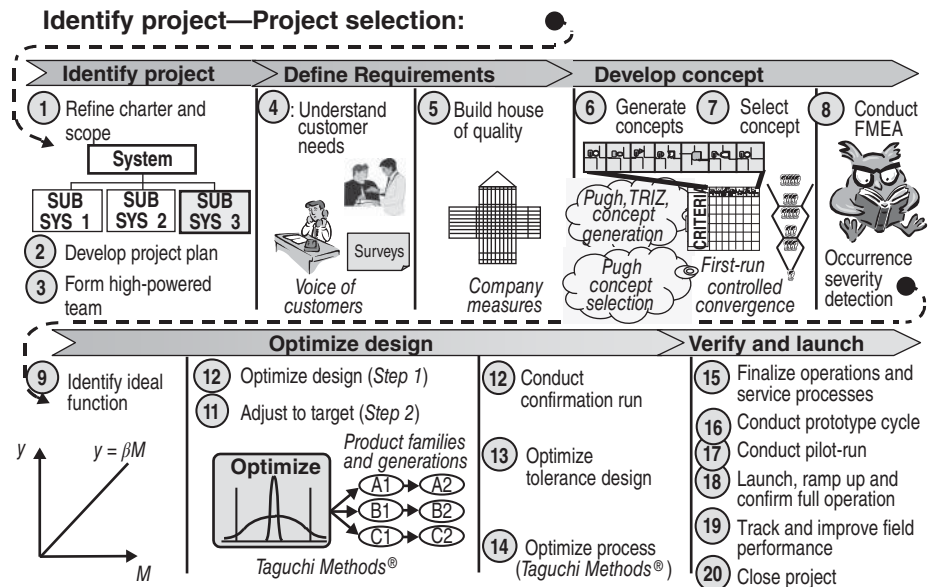 Identify project—Project selection:
Identify project
Define Requirements
Develop concept
1
Refine charter and
scope
System
SUB
SYS 1
SUB
SYS 2
SUB
SYS 3
2
Develop project plan
3
Form high-powered
team
4
: Understand
customer
needs
Surveys
Voice of
customers
5
Build house
of quality
Company
measures
6
Generate
concepts
7
Select
concept
Pugh,TRIZ,
concept
generation
Pugh
concept
selection
CRITERIA
First-run
controlled
convergence
8
Conduct
FMEA
Occurrence
severity
detection
Optimize design
Verify and launch
9
Identify ideal
function
y
y = βM
M
12
Optimize design (Step 1)
11
Adjust to target (Step 2)
Product families
and generations
Optimize
A1
A2
B1
B2
C1
C2
Taguchi Methods®
12
Conduct
confirmation run
13
Optimize
tolerance design
14
Optimize process
(Taguchi Methods®)
15
Finalize operations and
service processes
16
Conduct prototype cycle
17
Conduct pilot-run
18
Launch, ramp up and
confirm full operation
19
Track and improve field
performance
20
Close project